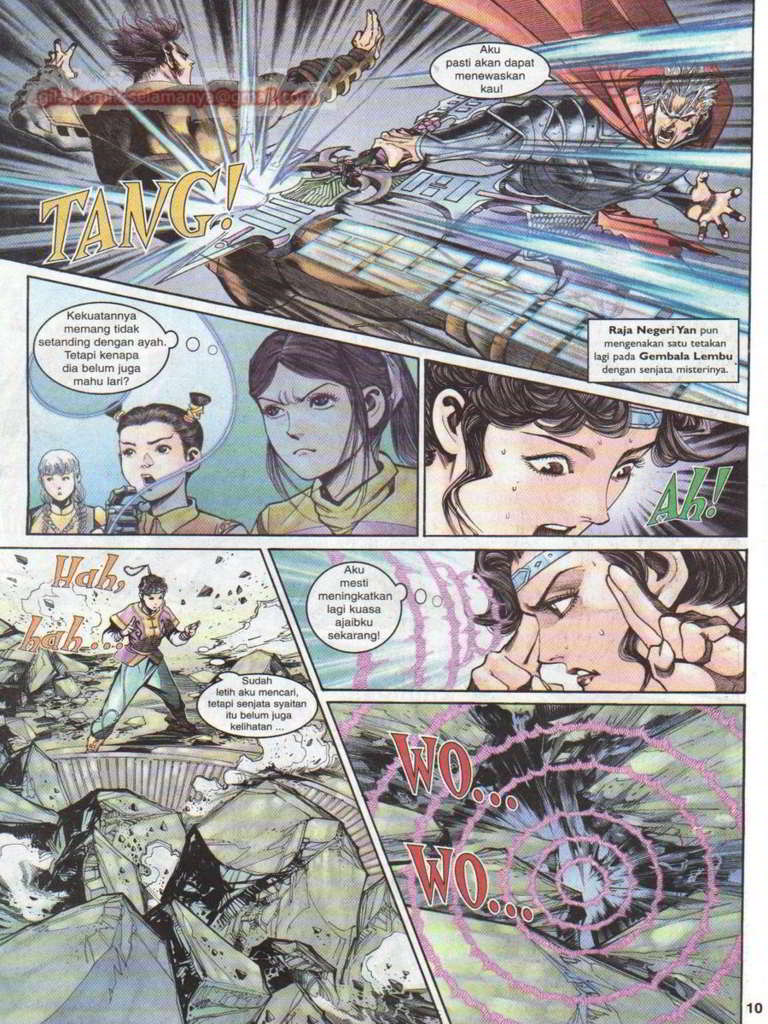 Aku
pasti akan dapat
menewaskan
kau!
TANG!
Raja Negeri Yan pun
mengenakan satu tetakan
lagi pada Gembala Lembu
dengan senjata misterinya.
Kekuatannya
memang tidak
setanding dengan ayah.
Tetapi kenapa
dia belum juga
mahu lari?
Ah!
Hah,
hah...
Sudah
letih aku mencari,
tetapi senjata syaitan
itu belum juga
kelihatan ...
Aku
mesti
meningkatkan
lagi kuasa
ajaibku
sekarang!
WO...
WO...
10